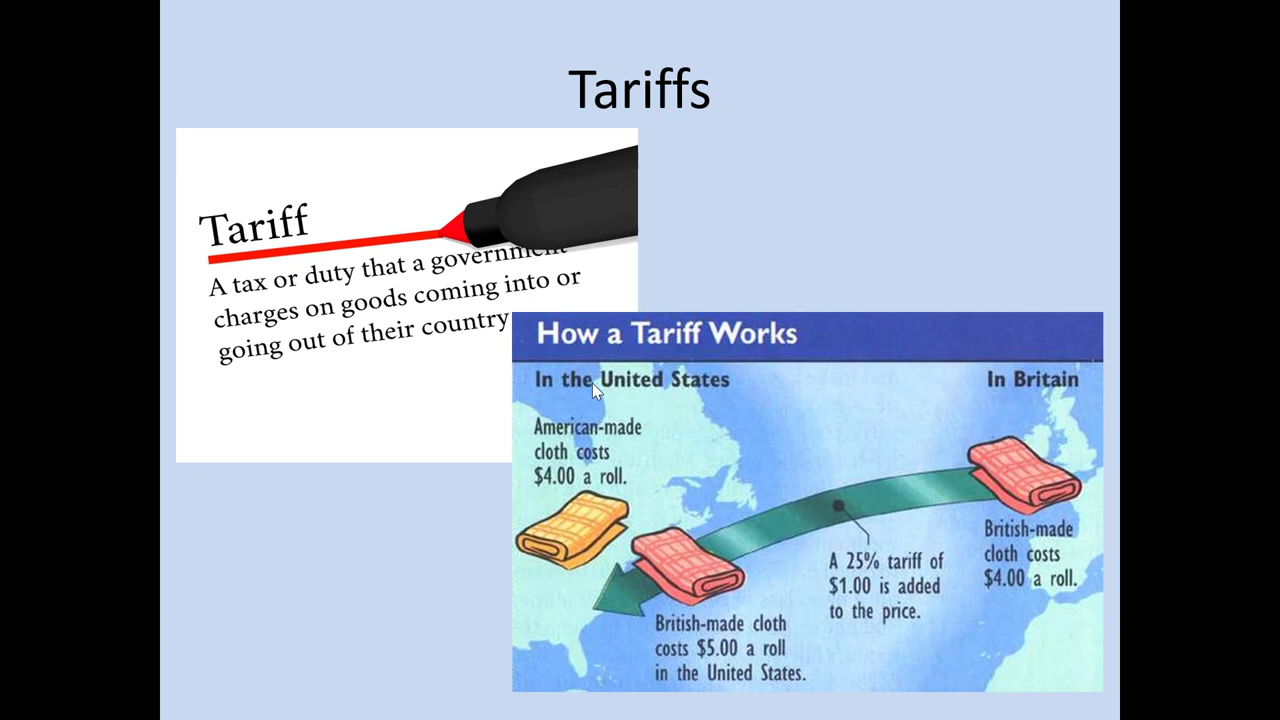 Tariffs
Tariff
A tax or duty that a government
charges on goods coming into or
going out of their country
How a Tariff Works
In the United States
In Britain
American-made
cloth costs
$4.00 a roll.
British-made
cloth costs
$4.00 a roll.
A 25% tariff of
$1.00 is added
to the price.
British-made cloth
costs $5.00 a roll
in the United States.